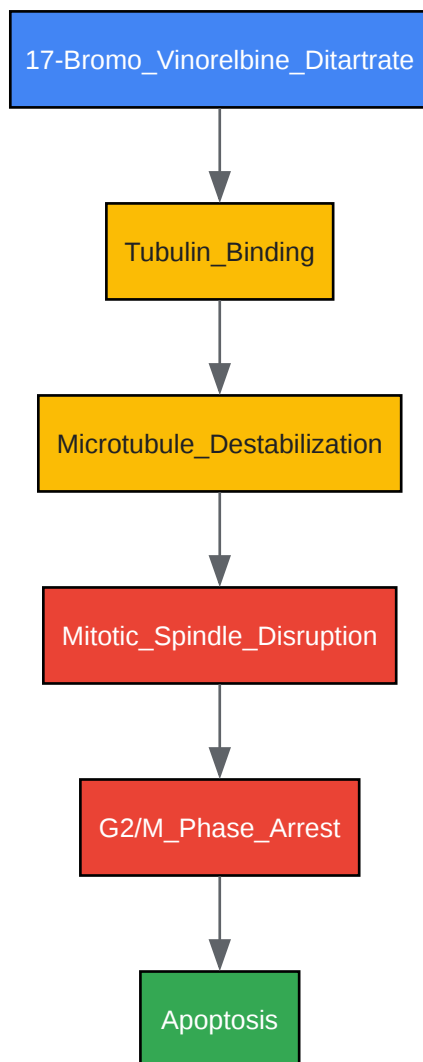 17-Bromo_Vinorelbine_Ditartrate
Tubulin_Binding
Microtubule_Destabilization
Mitotic_Spindle_Disruption
G2/M_Phase_Arrest
Apoptosis